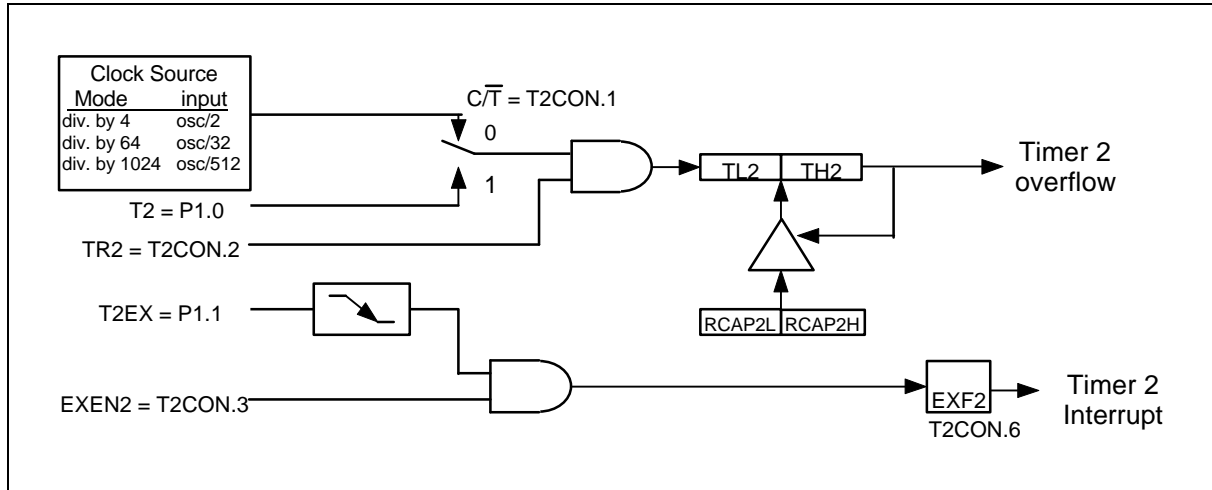 Clock Source
Mode input
div. by 4 osc/2
div. by 64 osc/32
div. by 1024 osc/512
C/T̅ = T2CON.1
0
1
T2 = P1.0
TR2 = T2CON.2
TL2 TH2
Timer 2
overflow
T2EX = P1.1
RCAP2L RCAP2H
EXEN2 = T2CON.3
EXF2
T2CON.6
Timer 2
Interrupt